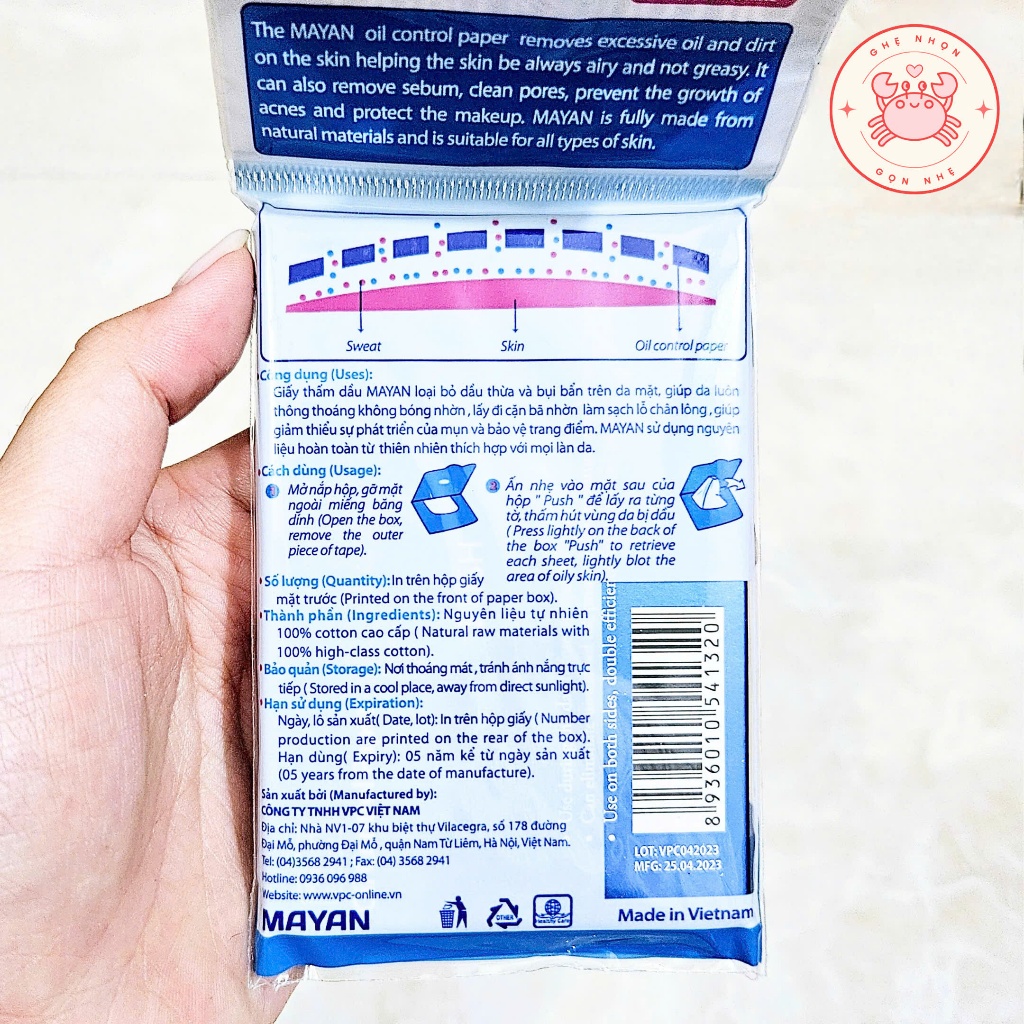 The MAYAN oil control paper removes excessive oil and dirt
on the skin helping the skin be always airy and not greasy. It
can also remove sebum, clean pores, prevent the growth of
acnes and protect the makeup. MAYAN is fully made from
natural materials and is suitable for all types of skin.
GHẸ NHỌN
GỌN NHẸ
Sweat
Skin
Oil control paper
Công dụng (Uses):
Giấy thấm dầu MAYAN loại bỏ dầu thừa và bụi bẩn trên da mặt, giúp da luôn
thông thoáng không bóng nhờn, lấy đi cặn bã nhờn làm sạch lỗ chân lông, giúp
giảm thiểu sự phát triển của mụn và bảo vệ trang điểm. MAYAN sử dụng nguyên
liệu hoàn toàn từ thiên nhiên thích hợp với mọi làn da.
Cách dùng (Usage):
Mở nắp hộp, gỡ mặt
ngoài miếng băng
dính (Open the box,
remove the outer
piece of tape).
Ấn nhẹ vào mặt sau của
hộp " Push " để lấy ra từng
tờ, thấm hút vùng da bị dầu
( Press lightly on the back of
the box "Push" to retrieve
each sheet, lightly blot the
area of oily skin).
Số lượng (Quantity): In trên hộp giấy
mặt trước (Printed on the front of paper box).
Thành phần (Ingredients): Nguyên liệu tự nhiên
100% cotton cao cấp ( Natural raw materials with
100% high-class cotton).
Bảo quản (Storage): Nơi thoáng mát, tránh ánh nắng trực
tiếp ( Stored in a cool place, away from direct sunlight).
Hạn sử dụng (Expiration):
Ngày, lô sản xuất( Date, lot): In trên hộp giấy ( Number
production are printed on the rear of the box).
Hạn dùng( Expiry): 05 năm kể từ ngày sản xuất
(05 years from the date of manufacture).
Sản xuất bởi (Manufactured by):
CÔNG TY TNHH VPC VIỆT NAM
Địa chỉ: Nhà NV1-07 khu biệt thự Vilacegra, số 178 đường
Đại Mỗ, phường Đại Mỗ, quận Nam Từ Liêm, Hà Nội, Việt Nam.
Tel: (04)3568 2941 ; Fax: (04) 3568 2941
Hotline: 0936 096 988
Website: www.vpc-online.vn
MAYAN
OTHER
Healthy Care
Made in Vietnam
Use on both sides, double
8 936010 541320
LOT: VPC042023
MFG: 25.04.2023